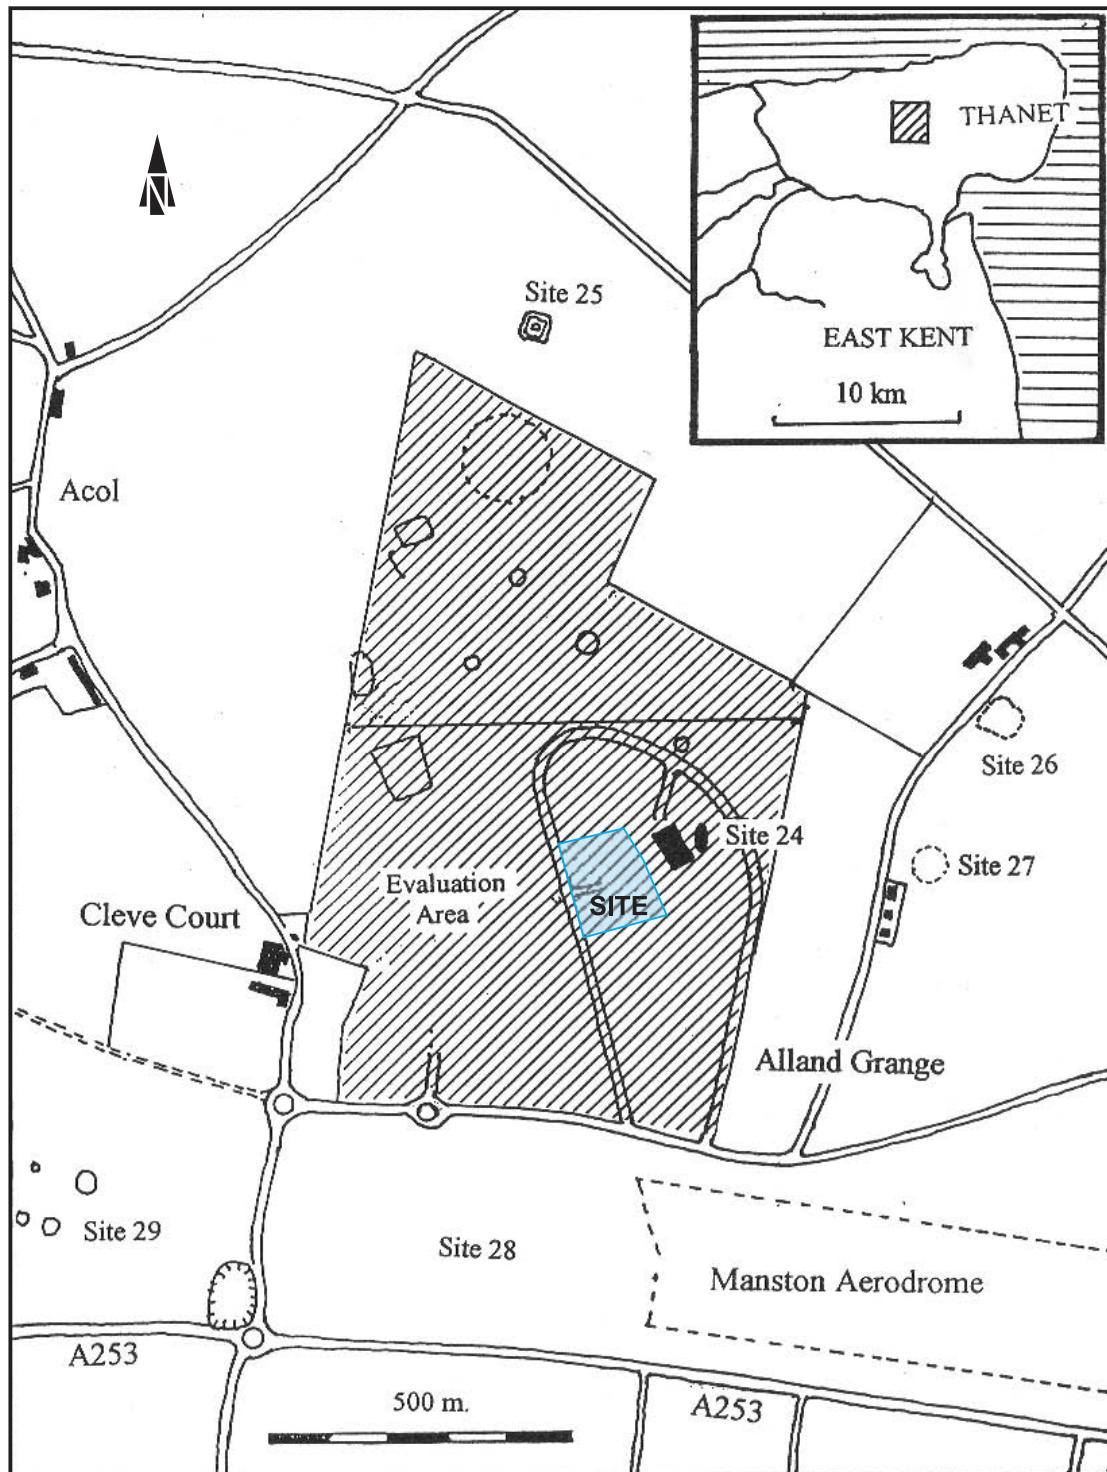 THANET
N
Site 25
EAST KENT
10 km
Acol
Site 26
Site 24
Site 27
Evaluation
Area
SITE
Cleve Court
Alland Grange
Site 29
Site 28
Manston Aerodrome
A253
500 m.
A253